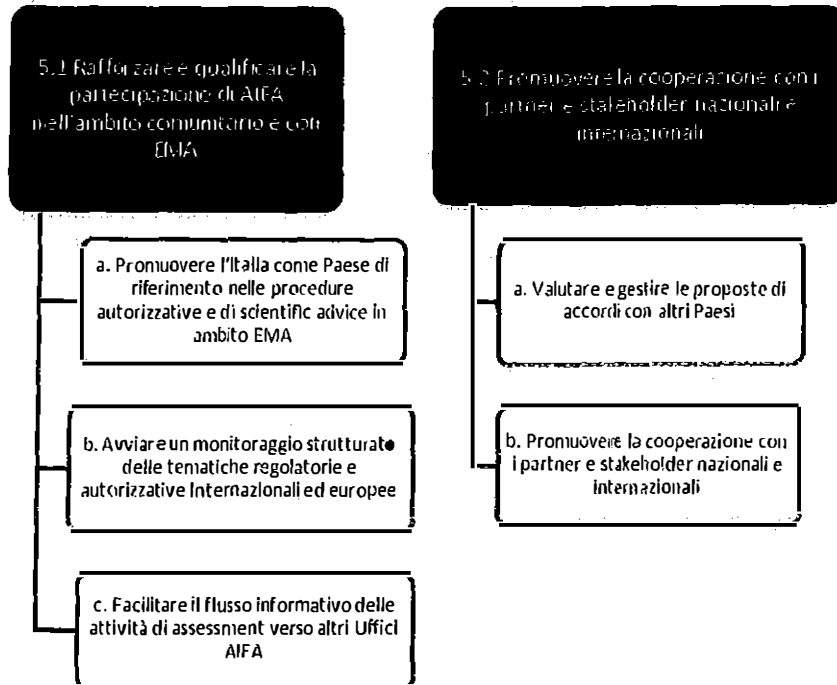 5.1 Rafforzare e qualificare la
partecipazione di AIFA
nell'ambito comunitario e con
EMA
a. Promuovere l'Italia come Paese di
riferimento nelle procedure
autorizzative e di scientific advice in
ambito EMA
b. Avviare un monitoraggio strutturato
delle tematiche regolatorie e
autorizzative Internazionali ed europee
c. Facilitare il flusso informativo delle
attività di assessment verso altri Uffici
AIFA
5.2 Promuovere la cooperazione con i
partner e stakeholder nazionali e
internazionali
a. Valutare e gestire le proposte di
accordi con altri Paesi
b. Promuovere la cooperazione con
i partner e stakeholder nazionali e
internazionali